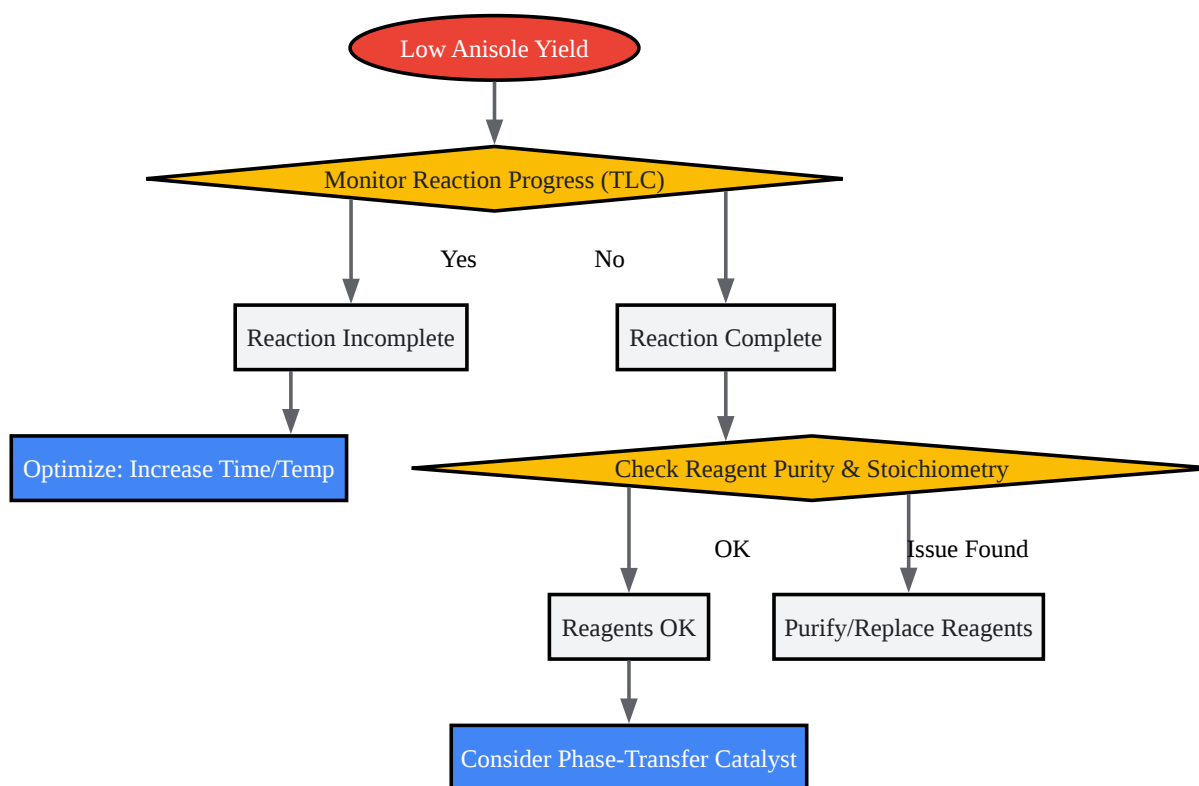 Low Anisole Yield
Monitor Reaction Progress (TLC)
Yes
No
Reaction Incomplete
Reaction Complete
Optimize: Increase Time/Temp
Check Reagent Purity & Stoichiometry
OK
Issue Found
Reagents OK
Purify/Replace Reagents
Consider Phase-Transfer Catalyst